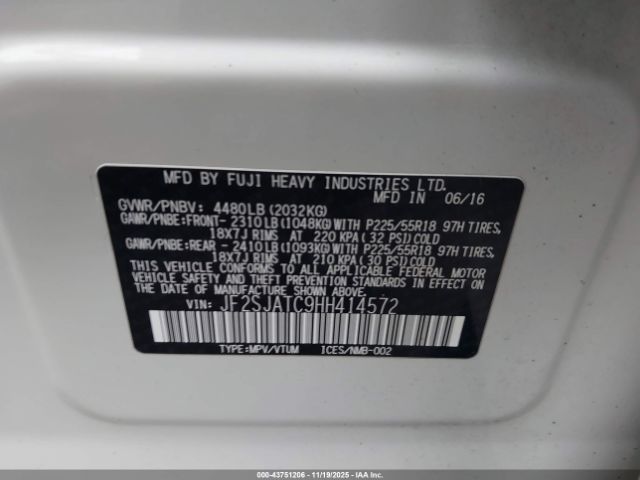 MFD BY FUJI HEAVY INDUSTRIES LTD.
MFD IN 06/16
GVWR/PNBV: 4480LB(2032KG)
GAWR/PNBE:FRONT- 2310LB(1048KG)WITH P225/55R18 97H TIRES,
18X7J RIMS AT 220 KPA(32 PSI)COLD
GAWR/PNBE:REAR - 2410LB(1093KG)WITH P225/55R18 97H TIRES,
18X7J RIMS AT 210 KPA(30 PSI)COLD
THIS VEHICLE CONFORMS TO ALL APPLICABLE FEDERAL MOTOR
VEHICLE SAFETY AND THEFT PREVENTION STANDARDS IN EFFECT ON
THE DATE OF MANUFACTURE SHOWN ABOVE.
VIN: JF2SJATC9HH414572
TYPE:MPV/VTUM ICES/NMB-002
000-43751206 - 11/19/2025 - IAAI.COM